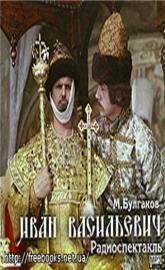 М.Булгаков
ИВАН ВАСИЛЬЕВИЧ
Радиоспектакль
http://freebooks.net.ua/